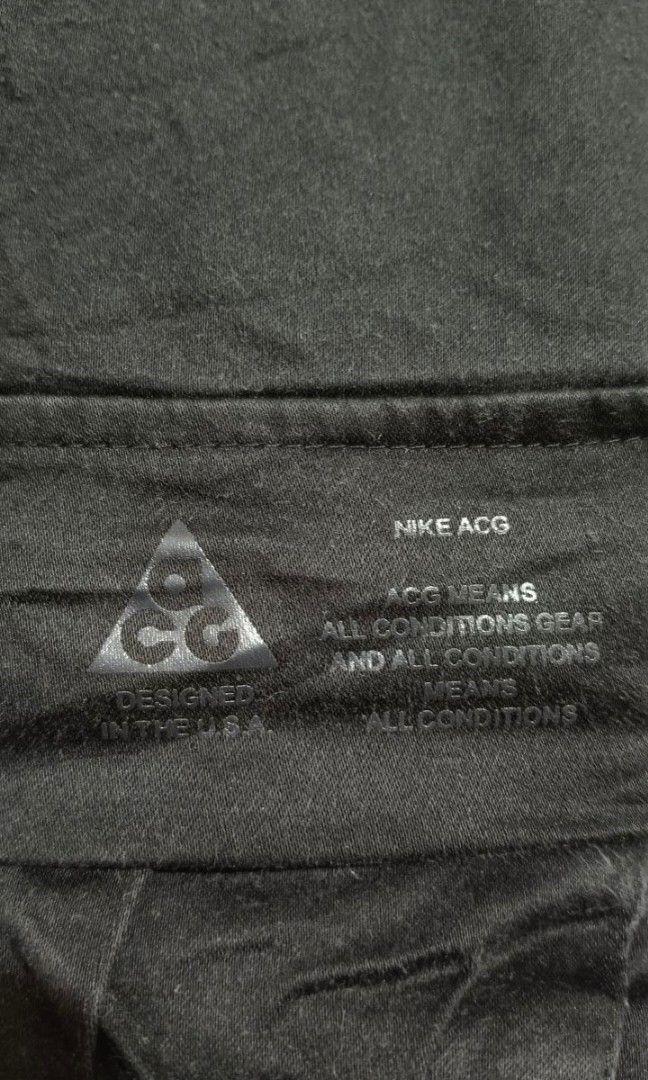 aCG
DESIGNED
IN THE U.S.A.
NIKE ACG
ACG MEANS
ALL CONDITIONS GEAR
AND ALL CONDITIONS
MEANS
ALL CONDITIONS